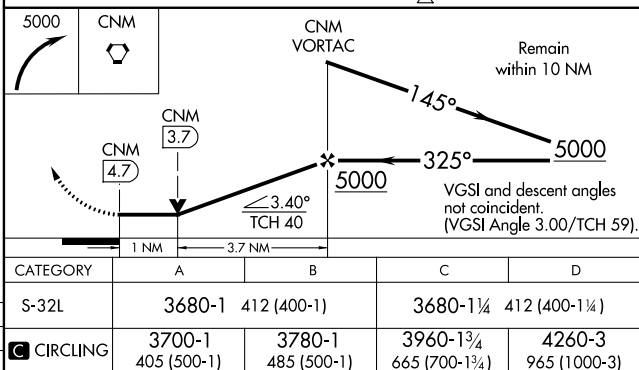 5000 CNM
CNM
VORTAC
Remain
within 10 NM
145°
CNM
3.7
CNM
4.7
325°
5000
5000
3.40°
TCH 40
VGSI and descent angles
not coincident.
(VGSI Angle 3.00/TCH 59).
1 NM 3.7 NM
CATEGORY A B C D
S-32L 3680-1 412 (400-1) 3680-1¼ 412 (400-1¼)
C CIRCLING 3700-1 405 (500-1) 3780-1 485 (500-1) 3960-1¾ 665 (700-1¾) 4260-3 965 (1000-3)